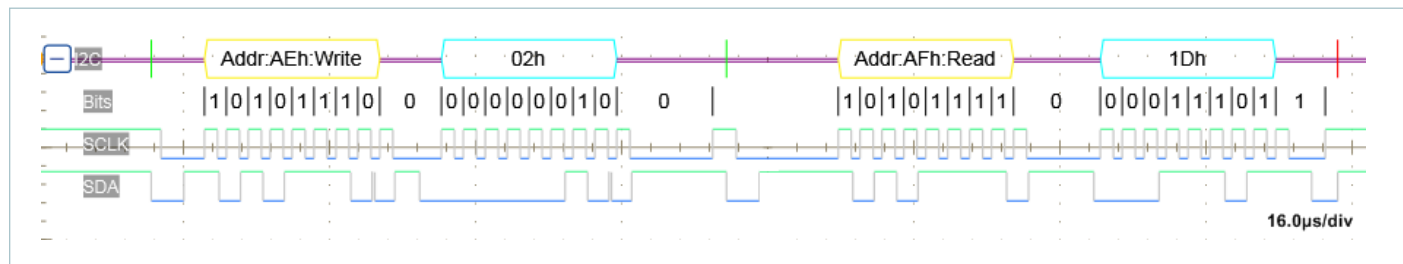 I2C Addr:AEh:Write 02h Addr:AFh:Read 1Dh
Bits 1 0 1 0 1 1 1 0 0 0 0 0 0 0 0 1 0 0 1 0 1 0 1 1 1 1 0 0 0 0 1 1 1 0 1 1
SCLK
SDA
16.0µs/div